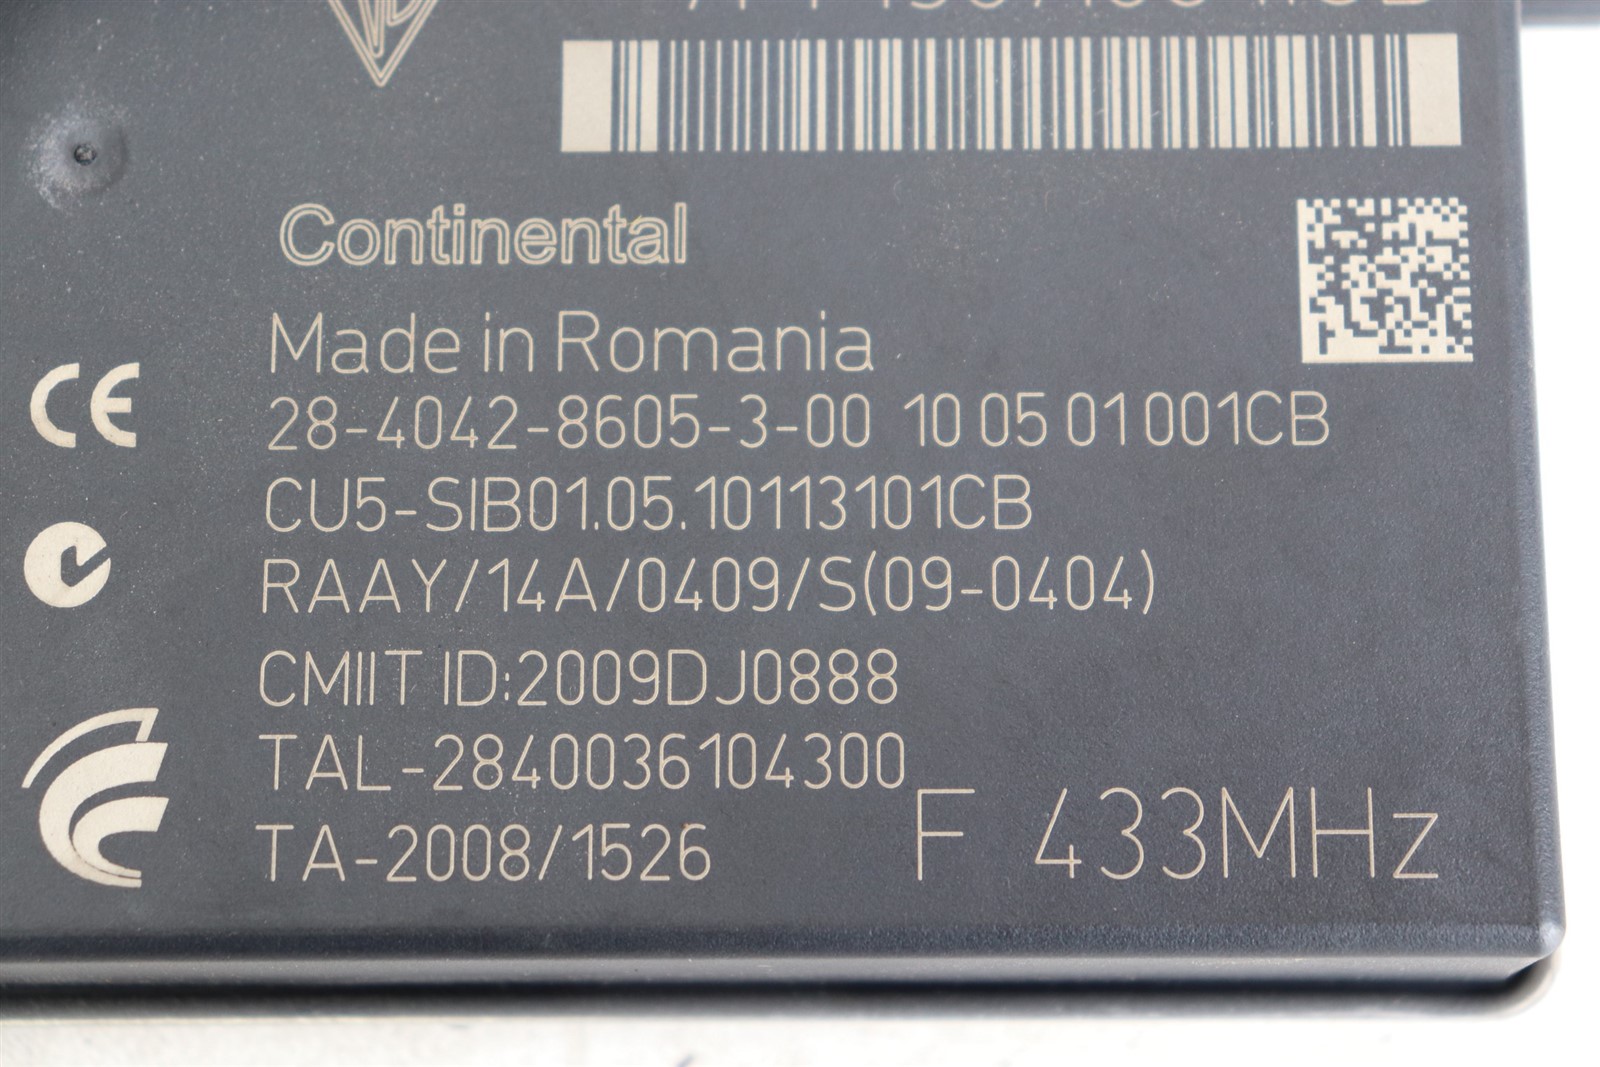 Continental
Made in Romania
28-4042-8605-3-00 10 05 01 001CB
CU5-SIB01.05.10113101CB
RAAY/14A/0409/S(09-0404)
CMIIT ID:2009DJ0888
TAL-2840036104300
TA-2008/1526
F 433MHz
CE